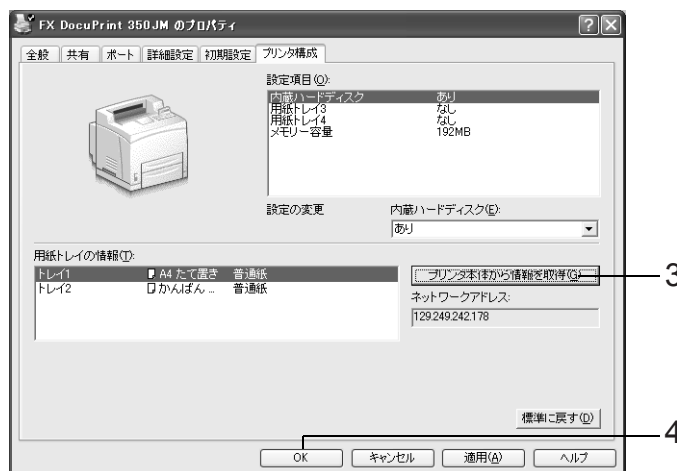 FX DocuPrint 350 JM のプロパティ
全般 共有 ポート 詳細設定 初期設定 プリンタ構成
設定項目(O):
内蔵ハードディスク あり
用紙トレイ3 なし
用紙トレイ4 なし
メモリー容量 192MB
設定の変更 内蔵ハードディスク(E):
あり
用紙トレイの情報(T):
トレイ1 A4 たて置き 普通紙
トレイ2 かんばん ... 普通紙
プリンタ本体から情報を取得(G) 3
ネットワークアドレス:
129.249.242.178
標準に戻す(D)
4
OK キャンセル 適用(A) ヘルプ